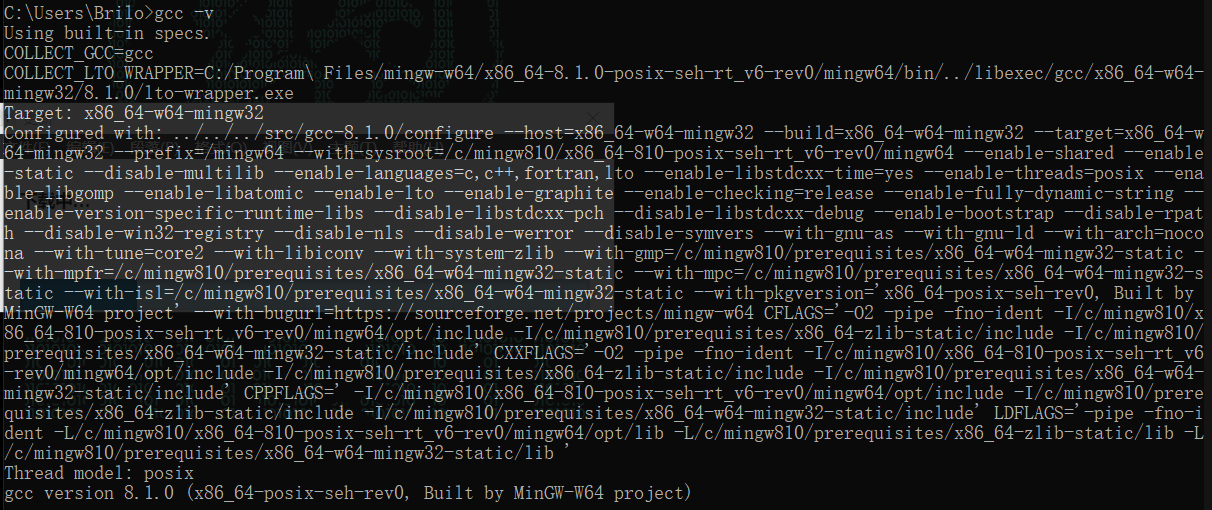 C:\Users\Brilo>gcc -v
Using built-in specs.
COLLECT_GCC=gcc
COLLECT_LTO_WRAPPER=C:/Program\ Files/mingw-w64/x86_64-8.1.0-posix-seh-rt_v6-rev0/mingw64/bin/../libexec/gcc/x86_64-w64-
mingw32/8.1.0/lto-wrapper.exe
Target: x86_64-w64-mingw32
Configured with: ../../../src/gcc-8.1.0/configure --host=x86_64-w64-mingw32 --build=x86_64-w64-mingw32 --target=x86_64-w
64-mingw32 --prefix=/mingw64 --with-sysroot=/c/mingw810/x86_64-810-posix-seh-rt_v6-rev0/mingw64 --enable-shared --enable
-static --disable-multilib --enable-languages=c,c++,fortran,lto --enable-libstdcxx-time=yes --enable-threads=posix --ena
ble-libgomp --enable-libatomic --enable-lto --enable-graphite --enable-checking=release --enable-fully-dynamic-string --
enable-version-specific-runtime-libs --disable-libstdcxx-pch --disable-libstdcxx-debug --enable-bootstrap --disable-rpat
h --disable-win32-registry --disable-nls --disable-werror --disable-symvers --with-gnu-as --with-gnu-ld --with-arch=noco
na --with-tune=core2 --with-libiconv --with-system-zlib --with-gmp=/c/mingw810/prerequisites/x86_64-w64-mingw32-static -
-with-mpfr=/c/mingw810/prerequisites/x86_64-w64-mingw32-static --with-mpc=/c/mingw810/prerequisites/x86_64-w64-mingw32-s
tatic --with-isl=/c/mingw810/prerequisites/x86_64-w64-mingw32-static --with-pkgversion='x86_64-posix-seh-rev0, Built by
MinGW-W64 project' --with-bugurl=https://sourceforge.net/projects/mingw-w64 CFLAGS='-O2 -pipe -fno-ident -I/c/mingw810/x
86_64-810-posix-seh-rt_v6-rev0/mingw64/opt/include -I/c/mingw810/prerequisites/x86_64-zlib-static/include -I/c/mingw810/
prerequisites/x86_64-w64-mingw32-static/include' CXXFLAGS='-O2 -pipe -fno-ident -I/c/mingw810/x86_64-810-posix-seh-rt_v6
-rev0/mingw64/opt/include -I/c/mingw810/prerequisites/x86_64-zlib-static/include -I/c/mingw810/prerequisites/x86_64-w64-
mingw32-static/include' CPPFLAGS=' -I/c/mingw810/x86_64-810-posix-seh-rt_v6-rev0/mingw64/opt/include -I/c/mingw810/prere
quisites/x86_64-zlib-static/include -I/c/mingw810/prerequisites/x86_64-w64-mingw32-static/include' LDFLAGS='-pipe -fno-i
dent -L/c/mingw810/x86_64-810-posix-seh-rt_v6-rev0/mingw64/opt/lib -L/c/mingw810/prerequisites/x86_64-zlib-static/lib -L
/c/mingw810/prerequisites/x86_64-w64-mingw32-static/lib '
Thread model: posix
gcc version 8.1.0 (x86_64-posix-seh-rev0, Built by MinGW-W64 project)